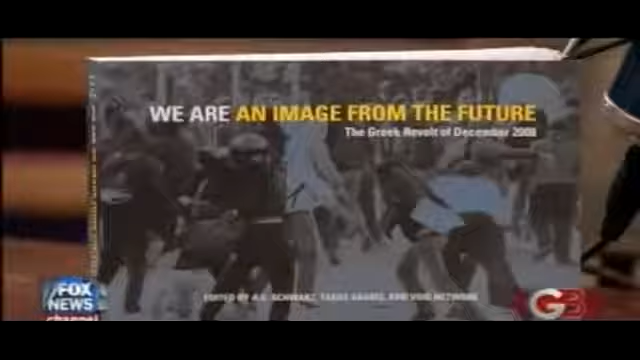 WE ARE AN IMAGE FROM THE FUTURE
The Greek Revolt of December 2008
EDITED BY A.G. SCHWARZ, TASOS SAGRIS, AND VOID NETWORK
FOX
NEWS
channel
GB